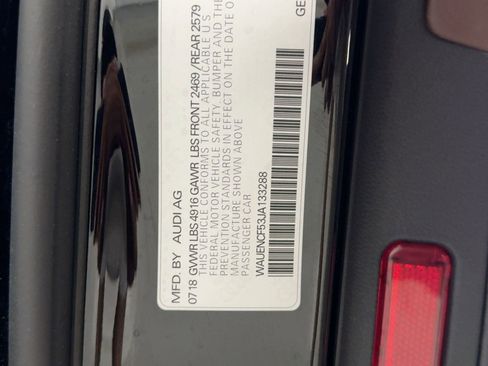 MFD. BY AUDI AG
07 18 GVWR LBS 4916 GAWR LBS FRONT 2469 / REAR 2579
THIS VEHICLE CONFORMS TO ALL APPLICABLE U S
FEDERAL MOTOR VEHICLE SAFETY, BUMPER AND THE
PREVENTION STANDARDS IN EFFECT ON THE DATE OF
MANUFACTURE SHOWN ABOVE
PASSENGER CAR
WAUENCF53JA133288
GE